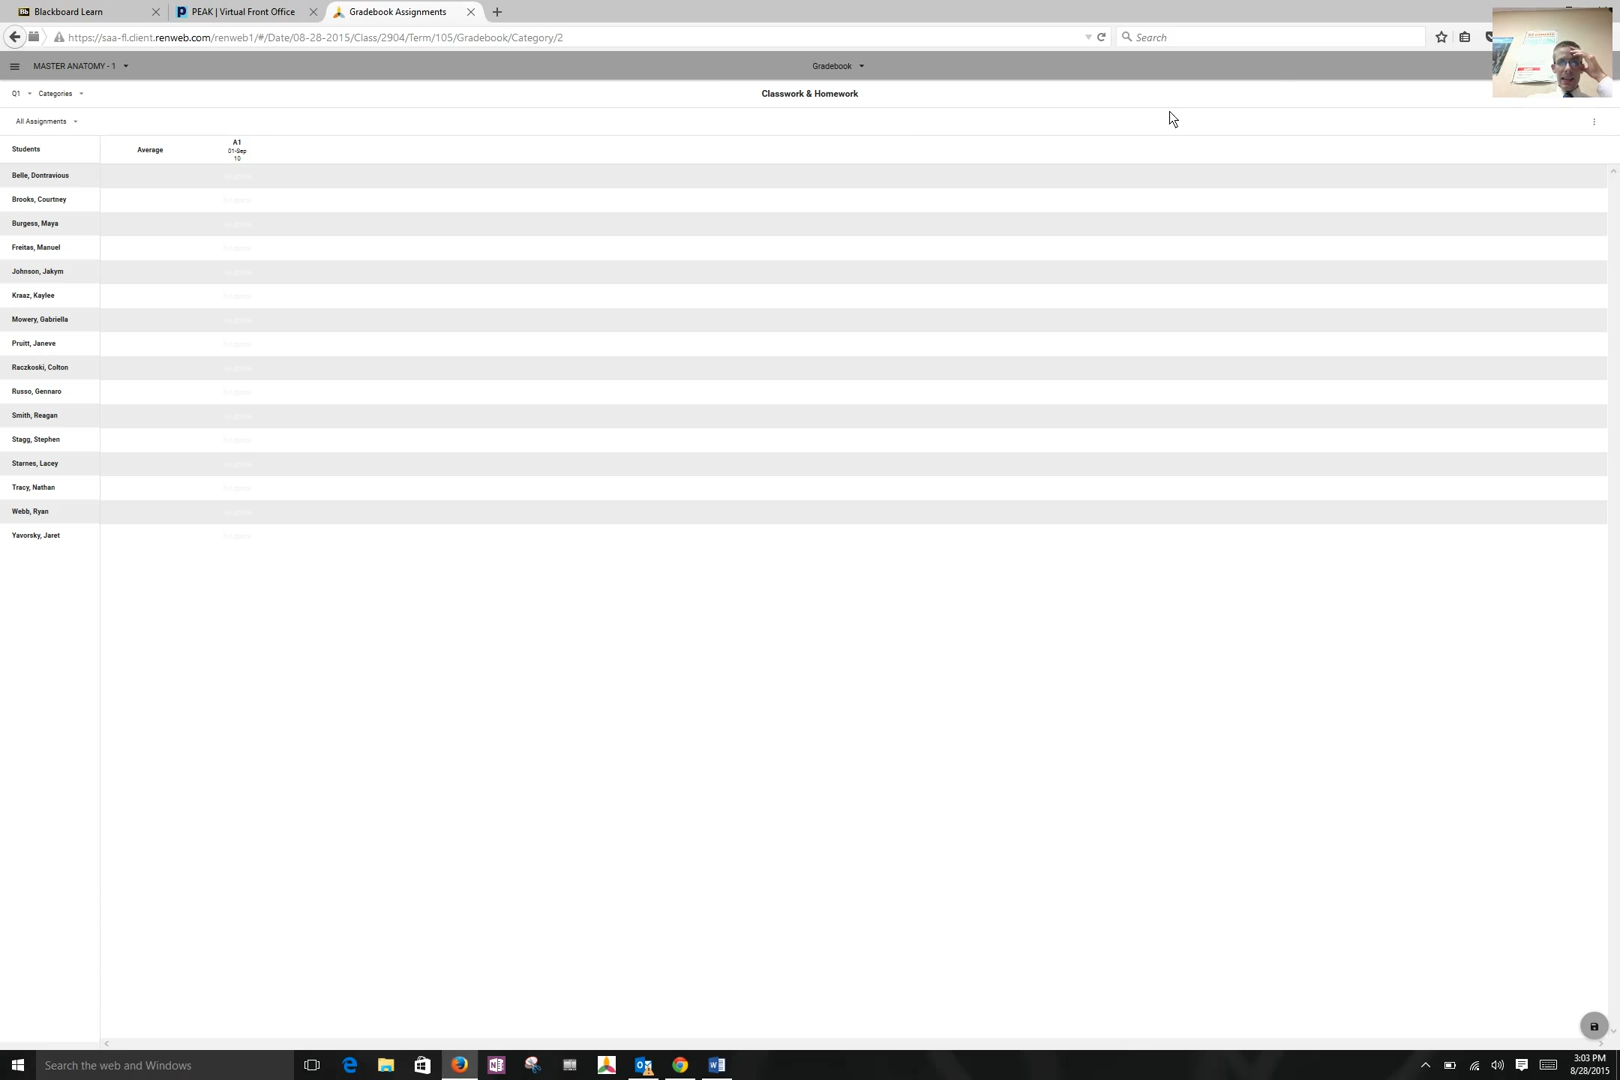 Blackboard Learn
PEAK | Virtual Front Office
Gradebook Assignments
https://saa-fl.client.renweb.com/renweb1/#/Date/08-28-2015/Class/2904/Term/105/Gradebook/Category/2
Search
MASTER ANATOMY - 1
Gradebook
Q1
Categories
Classwork & Homework
All Assignments
Students
Average
A1
01-Sep
10
Belle, Dontravious
Brooks, Courtney
Burgess, Maya
Freitas, Manuel
Johnson, Jakym
Kraaz, Kaylee
Mowery, Gabriella
Pruitt, Janeve
Raczkoski, Colton
Russo, Gennaro
Smith, Reagan
Stagg, Stephen
Starnes, Lacey
Tracy, Nathan
Webb, Ryan
Yavorsky, Jaret
Search the web and Windows
3:03 PM
8/28/2015